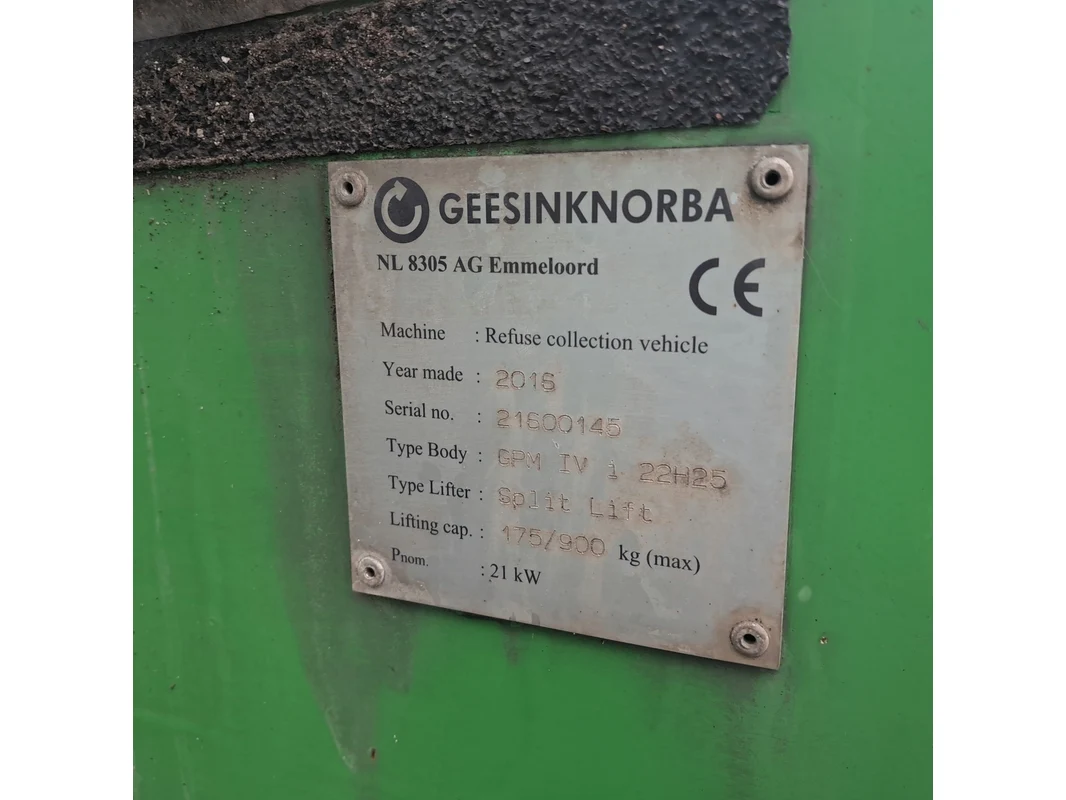 GEESINKNORBA
NL 8305 AG Emmeloord
CE
Machine : Refuse collection vehicle
Year made : 2016
Serial no. : 21600145
Type Body : GPM IV i 22H25
Type Lifter : Split Lift
Lifting cap. : 175/900 kg (max)
Pnom. : 21 kW